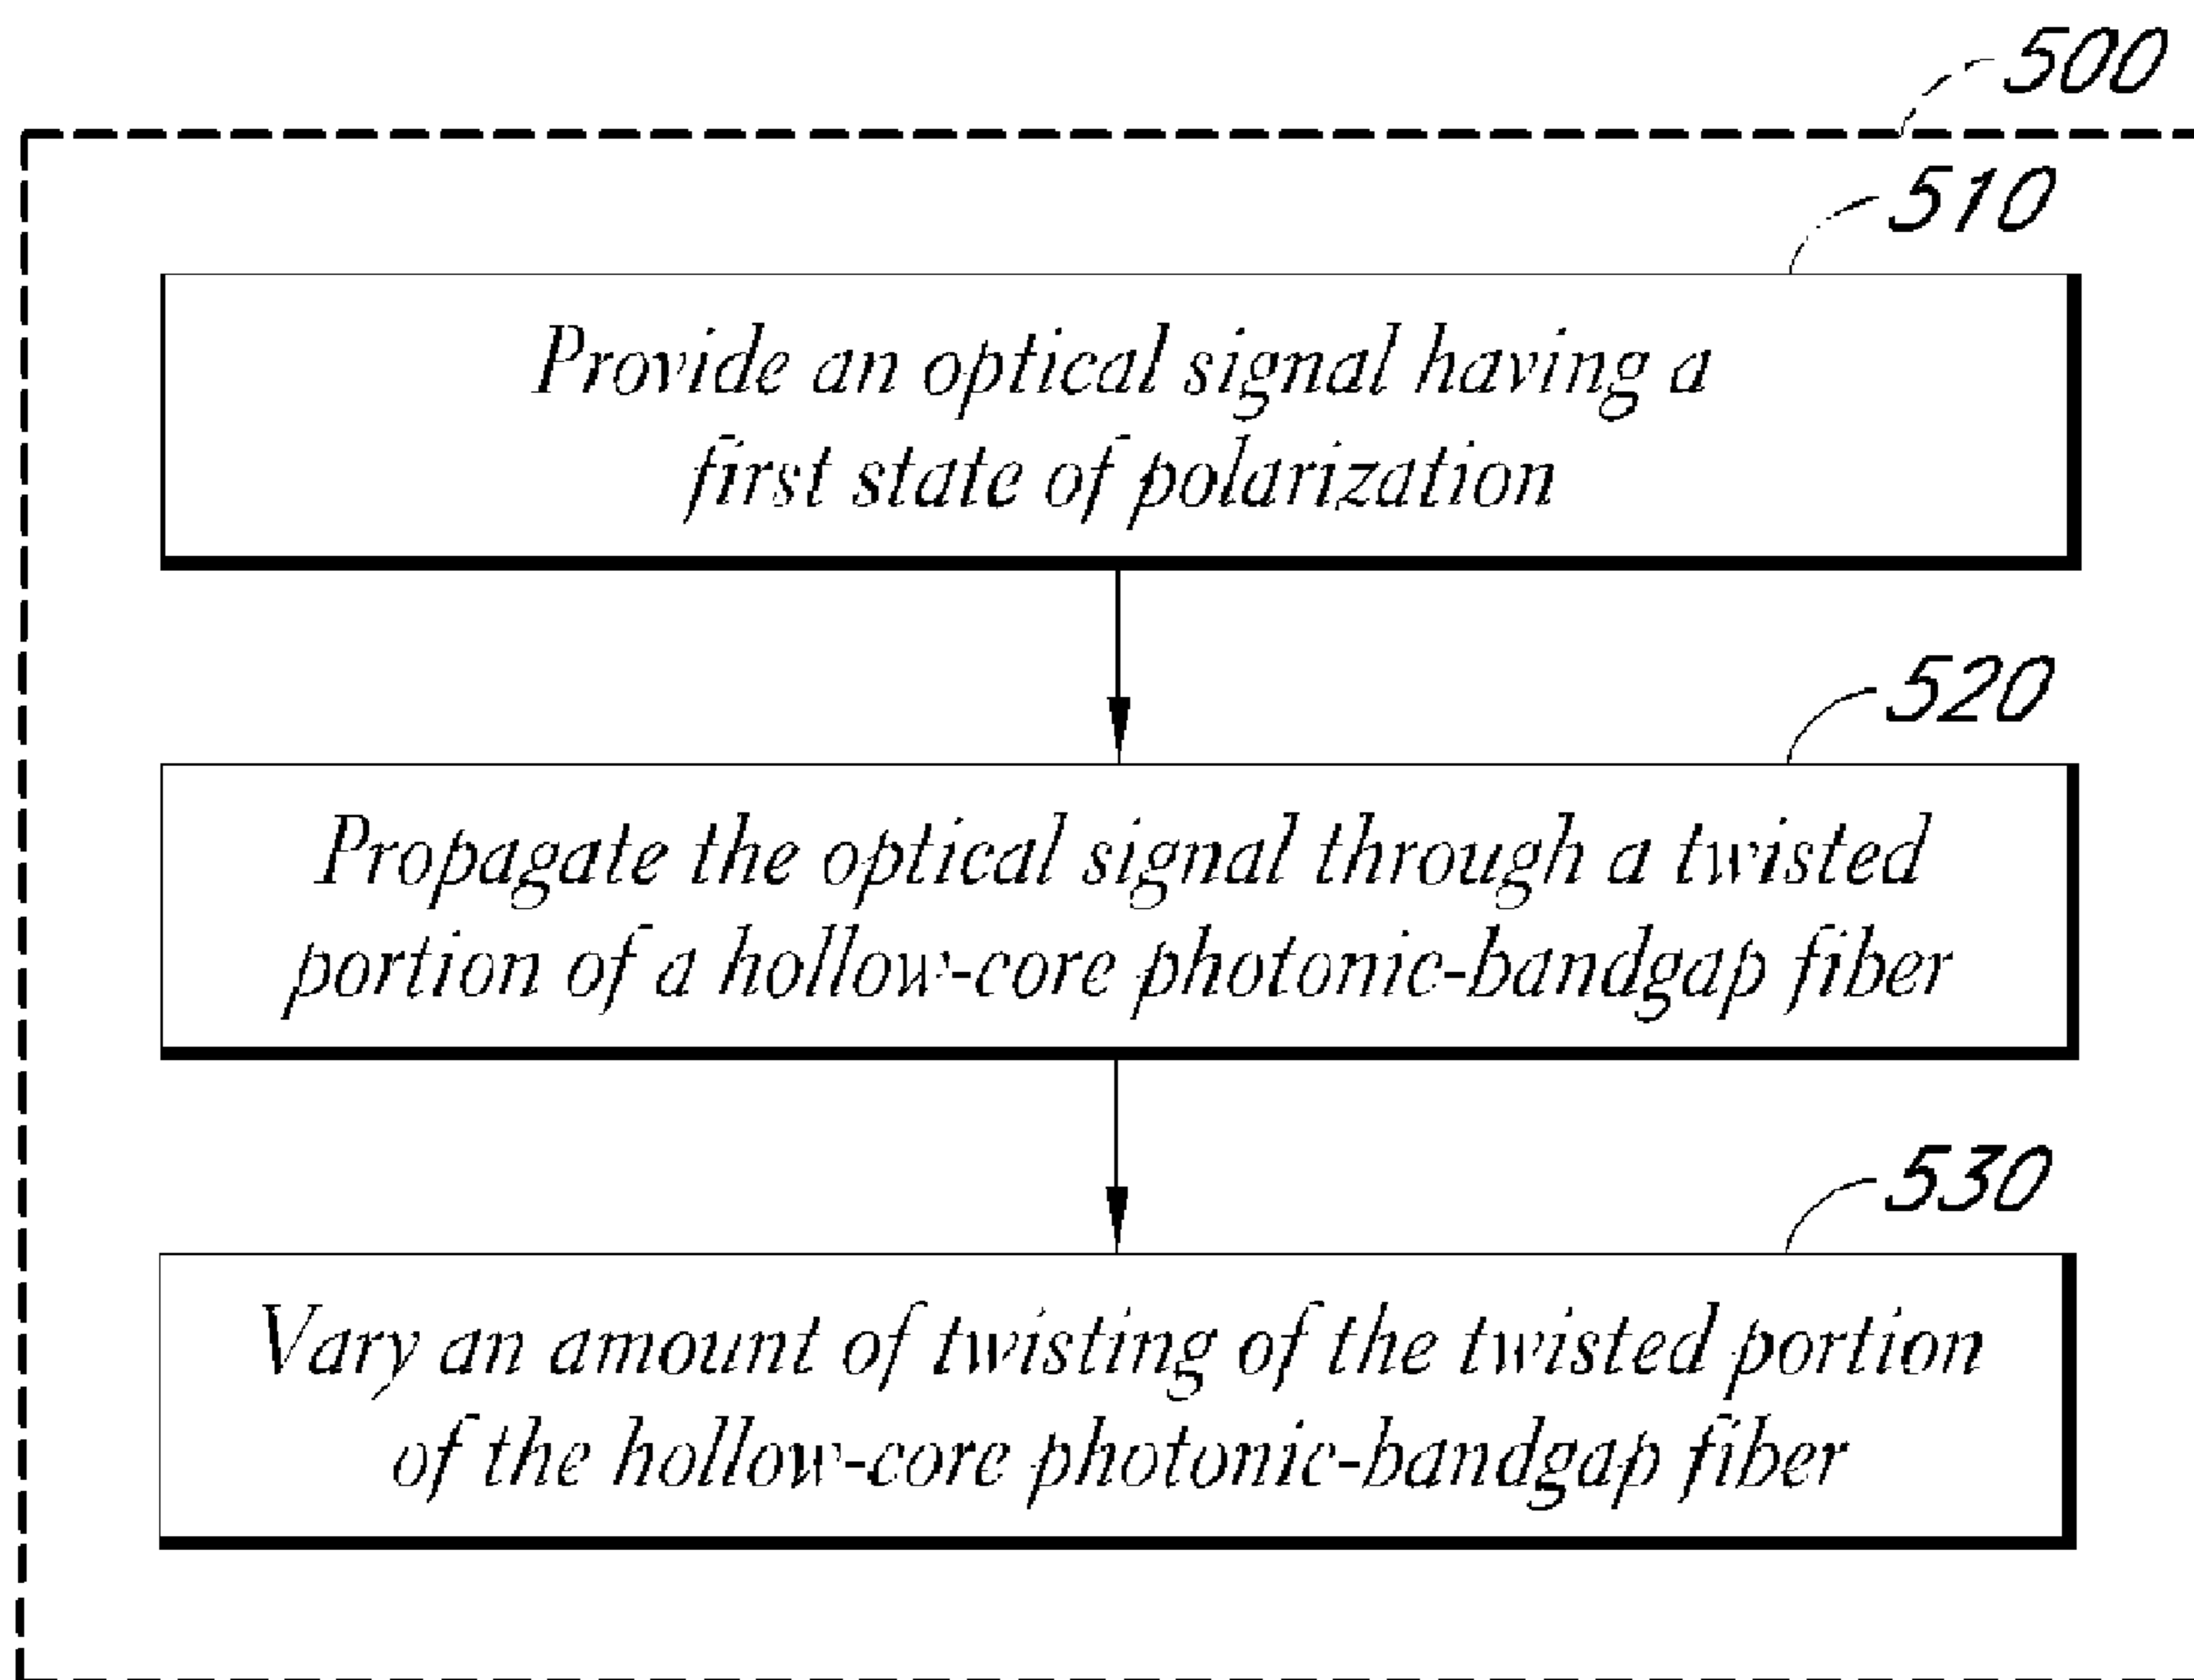 500
510
Provide an optical signal having a
first state of polarization
520
Propagate the optical signal through a twisted
portion of a hollow-core photonic-bandgap fiber
530
Vary an amount of twisting of the twisted portion
of the hollow-core photonic-bandgap fiber